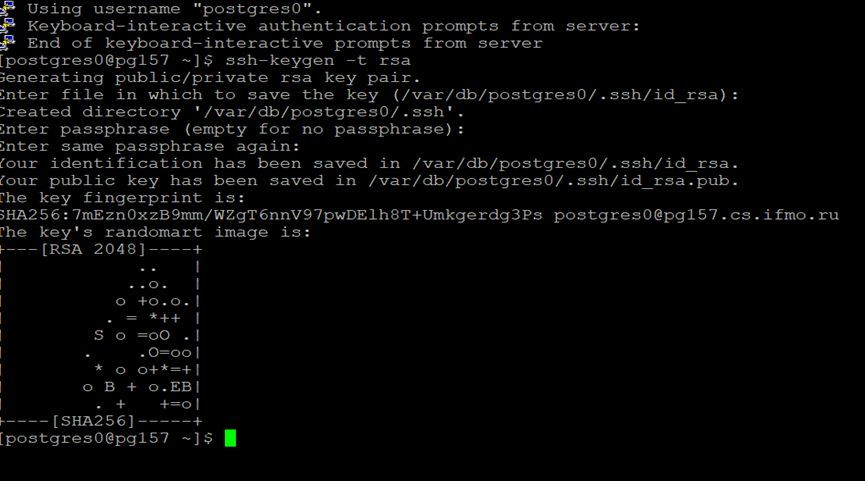 Using username "postgres0".
Keyboard-interactive authentication prompts from server:
End of keyboard-interactive prompts from server
[postgres0@pg157 ~]$ ssh-keygen -t rsa
Generating public/private rsa key pair.
Enter file in which to save the key (/var/db/postgres0/.ssh/id_rsa):
Created directory '/var/db/postgres0/.ssh'.
Enter passphrase (empty for no passphrase):
Enter same passphrase again:
Your identification has been saved in /var/db/postgres0/.ssh/id_rsa.
Your public key has been saved in /var/db/postgres0/.ssh/id_rsa.pub.
The key fingerprint is:
SHA256:7mEzn0xzB9mm/WZgT6nnV97pwDElh8T+Umkgerdg3Ps postgres0@pg157.cs.ifmo.ru
The key's randomart image is:
+---[RSA 2048]----+
|            ..   |
|           ..o.  |
|          o +o.o.|
|         . = *++ |
|        S o =oO .|
|       .    .O=oo|
|        * o o+*=+|
|       o B + o.EB|
|        . +   +=o|
+----[SHA256]-----+
[postgres0@pg157 ~]$